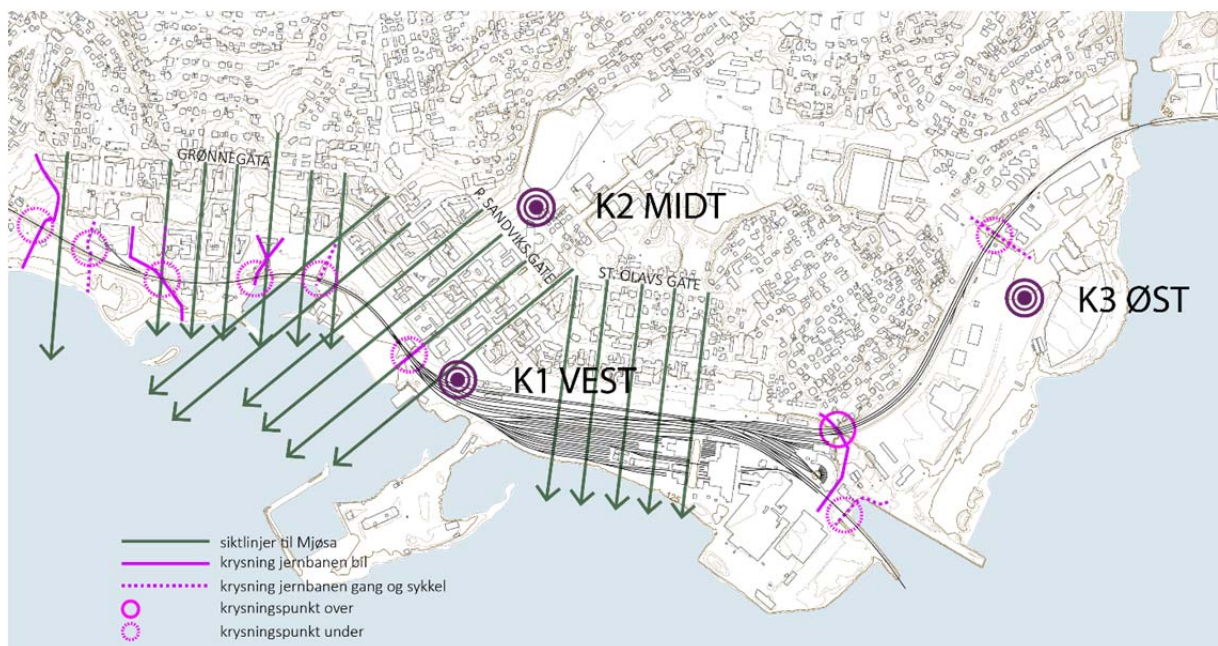 GRØNNEGATA
P. SANDVIKS GATE
K2 MIDT
ST. OLAVS GATE
K3 ØST
K1 VEST
125
siktlinjer til Mjøsa
krysning jernbanen bil
krysning jernbanen gang og sykkel
krysningspunkt over
krysningspunkt under